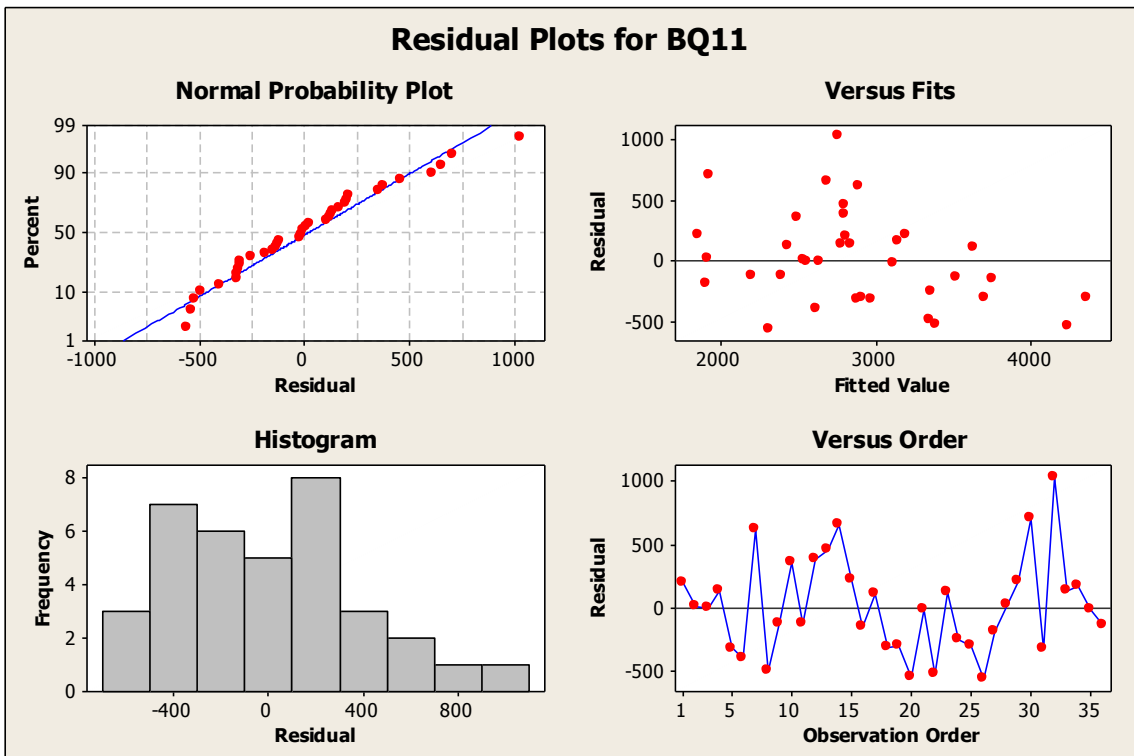 Residual Plots for BQ11
Normal Probability Plot
99
90
50
10
1
Percent
-1000
-500
0
500
1000
Residual
Versus Fits
1000
500
0
-500
Residual
2000
3000
4000
Fitted Value
Histogram
8
6
4
2
0
Frequency
-400
0
400
800
Residual
Versus Order
1000
500
0
-500
Residual
1
5
10
15
20
25
30
35
Observation Order